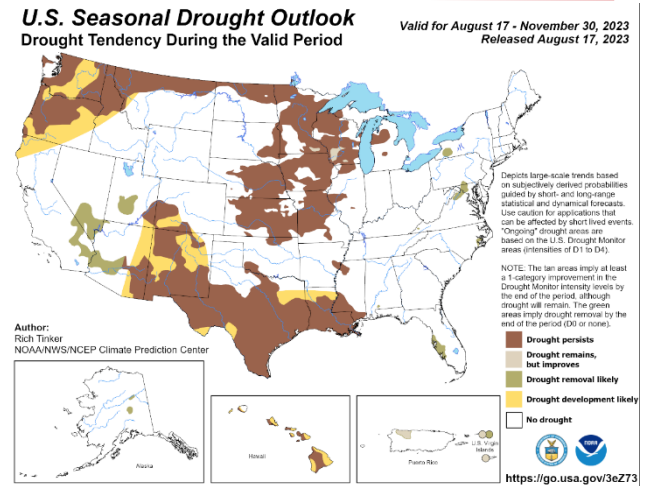 U.S. Seasonal Drought Outlook
Drought Tendency During the Valid Period
Valid for August 17 - November 30, 2023
Released August 17, 2023
Depicts large-scale trends based
on subjectively derived probabilities
guided by short- and long-range
statistical and dynamical forecasts.
Use caution for applications that
can be affected by short lived events.
"Ongoing" drought areas are
based on the U.S. Drought Monitor
areas (intensities of D1 to D4).
NOTE: The tan areas imply at least
a 1-category improvement in the
Drought Monitor intensity levels by
the end of the period, although
drought will remain. The green
areas imply drought removal by the
end of the period (D0 or none).
Author:
Rich Tinker
NOAA/NWS/NCEP Climate Prediction Center
Drought persists
Drought remains,
but improves
Drought removal likely
Drought development likely
No drought
Alaska
Hawaii
Puerto Rico
U.S. Virgin
Islands
NOAA
https://go.usa.gov/3eZ73